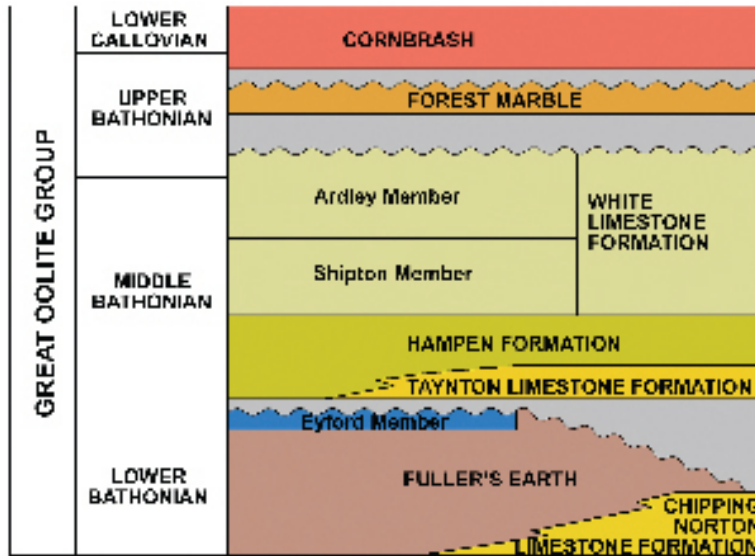 GREAT OOLITE GROUP
LOWER
CALLOVIAN
UPPER
BATHONIAN
MIDDLE
BATHONIAN
LOWER
BATHONIAN
CORNBRASH
FOREST MARBLE
Ardley Member
Shipton Member
WHITE
LIMESTONE
FORMATION
HAMPEN FORMATION
TAYNTON LIMESTONE FORMATION
Eyford Member
FULLER'S EARTH
CHIPPING
NORTON
LIMESTONE FORMATION